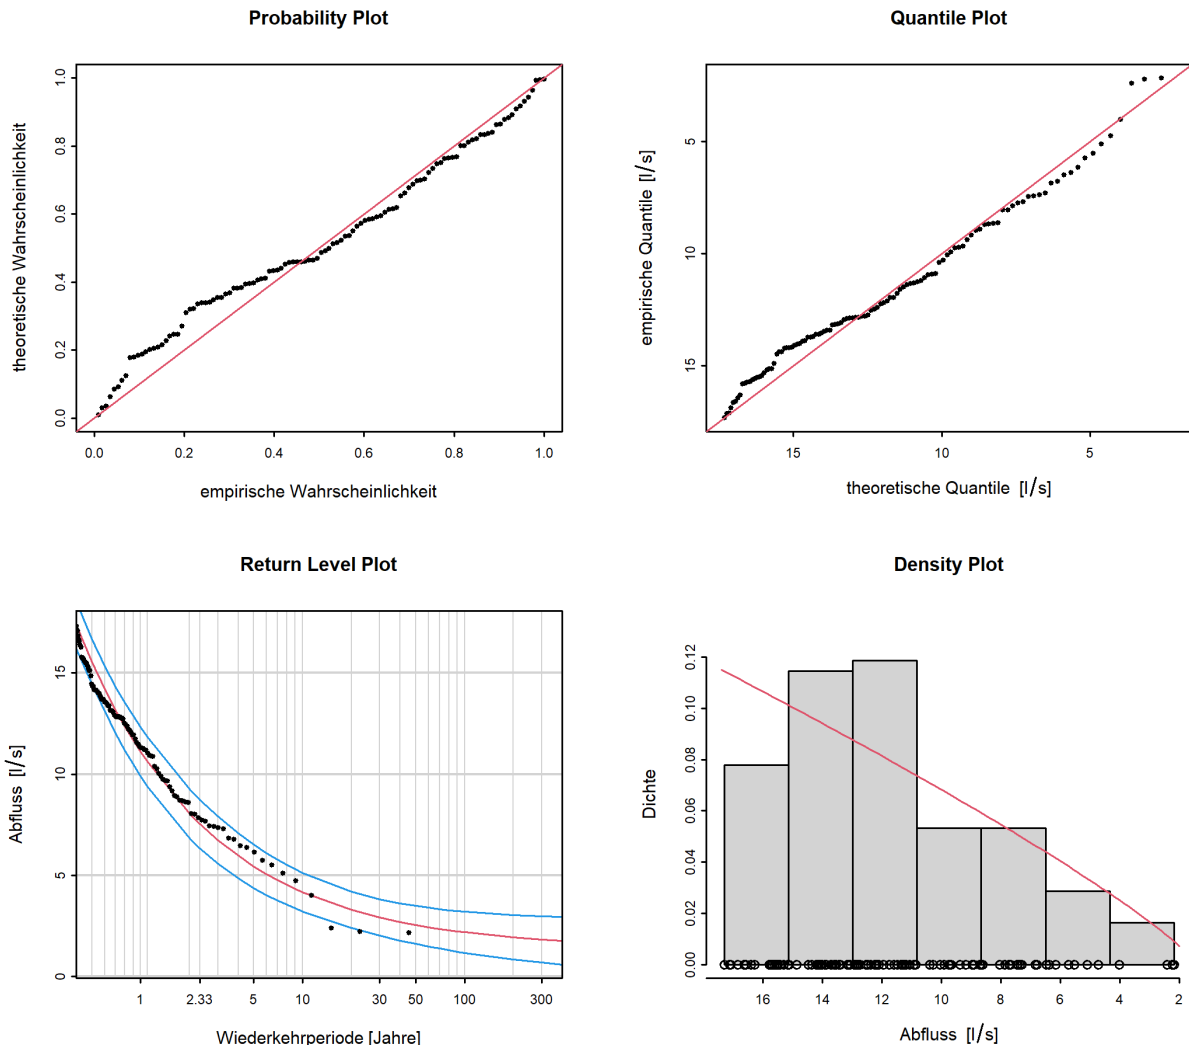 Probability Plot
theoretische Wahrscheinlichkeit
1.0
0.8
0.6
0.4
0.2
0.0
0.0 0.2 0.4 0.6 0.8 1.0
empirische Wahrscheinlichkeit
Quantile Plot
empirische Quantile [l/s]
5
10
15
15 10 5
theoretische Quantile [l/s]
Return Level Plot
Abfluss [l/s]
15
10
5
0
1 2.33 5 10 30 50 100 300
Wiederkehrperiode [Jahre]
Density Plot
Dichte
0.12
0.10
0.08
0.06
0.04
0.02
0.00
16 14 12 10 8 6 4 2
Abfluss [l/s]